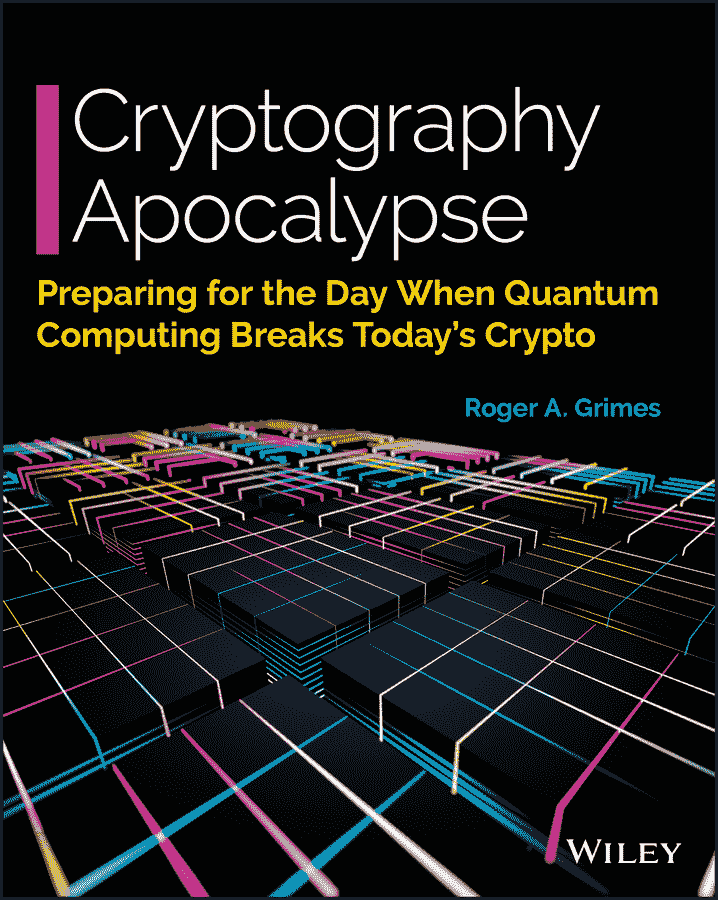 Cryptography
Apocalypse
Preparing for the Day When Quantum
Computing Breaks Today's Crypto
Roger A. Grimes
WILEY